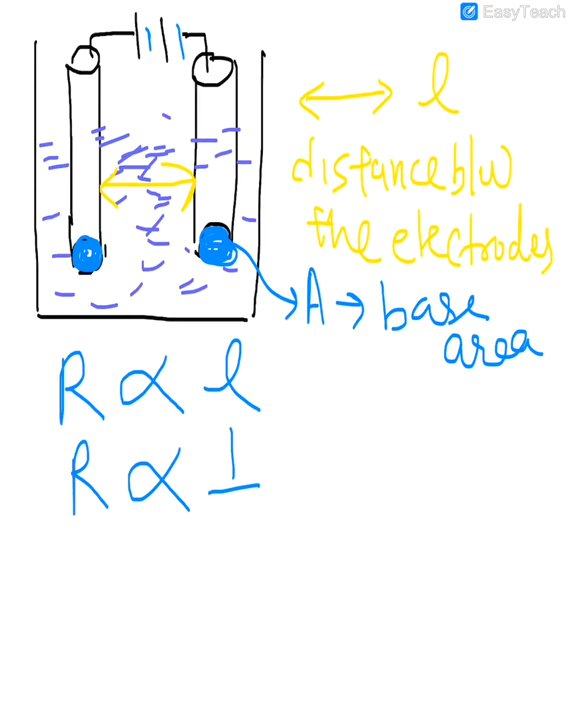 EasyTeach
l
distance b/w
the electrodes
A → base
area
R ∝ l
R ∝ 1